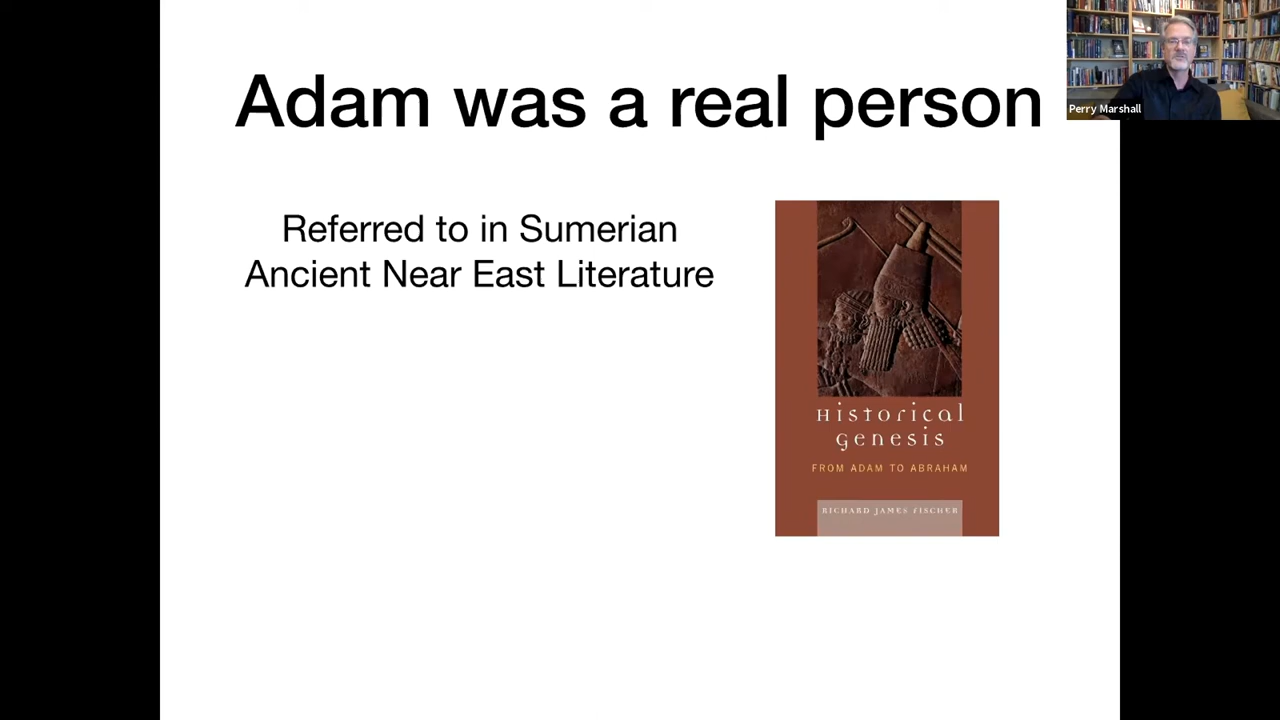 Adam was a real person
Perry Marshall
Referred to in Sumerian
Ancient Near East Literature
Historical
Genesis
FROM ADAM TO ABRAHAM
RICHARD JAMES FISCHER